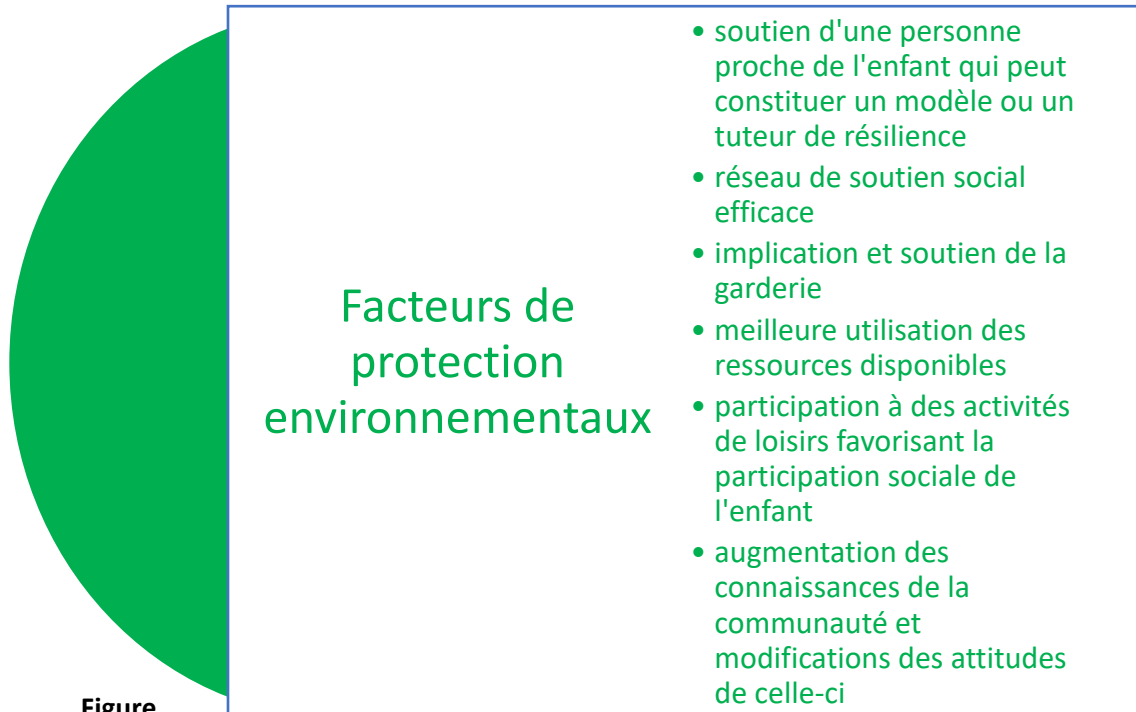 Facteurs de
protection
environnementaux
• soutien d'une personne
proche de l'enfant qui peut
constituer un modèle ou un
tuteur de résilience
• réseau de soutien social
efficace
• implication et soutien de la
garderie
• meilleure utilisation des
ressources disponibles
• participation à des activités
de loisirs favorisant la
participation sociale de
l'enfant
• augmentation des
connaissances de la
communauté et
modifications des attitudes
de celle-ci
Figure